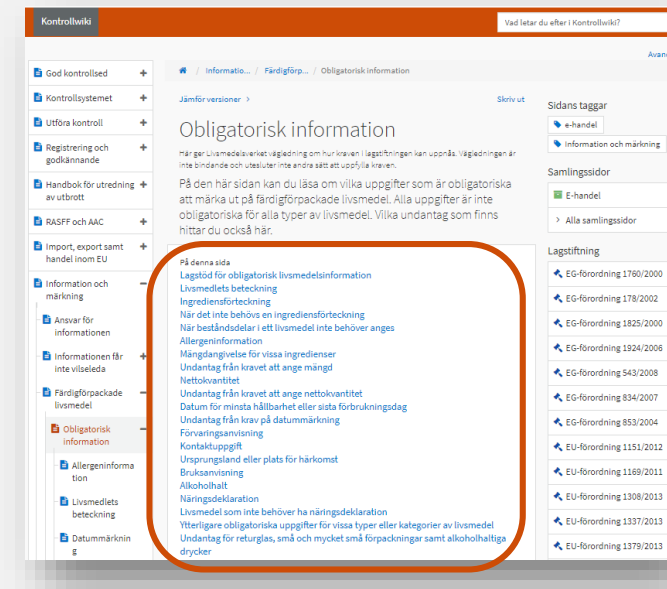 Kontrollwiki
Vad letar du efter i Kontrollwiki?
Avan
God kontrollsed
Kontrollsystemet
Utföra kontroll
Registrering och
godkännande
Handbok för utredning
av utbrott
RASFF och AAC
Import, export samt
handel inom EU
Information och
märkning
Ansvar för
informationen
Informationen får
inte vilseleda
Färdigförpackade
livsmedel
Obligatorisk
information
Allergeninforma
tion
Livsmedlets
beteckning
Datummärknin
g
/ Informatio... / Färdigförp... / Obligatorisk information
Jämför versioner >
Skriv ut
Obligatorisk information
Här ger Livsmedelsverket vägledning om hur kraven i lagstiftningen kan uppnås. Vägledningen är
inte bindande och utesluter inte andra sätt att uppfylla kraven.
På den här sidan kan du läsa om vilka uppgifter som är obligatoriska
att märka ut på färdigförpackade livsmedel. Alla uppgifter är inte
obligatoriska för alla typer av livsmedel. Vilka undantag som finns
hittar du också här.
På denna sida
Lagstöd för obligatorisk livsmedelsinformation
Livsmedlets beteckning
Ingrediensförteckning
När det inte behövs en ingrediensförteckning
När beståndsdelar i ett livsmedel inte behöver anges
Allergeninformation
Mängdangivelse för vissa ingredienser
Undantag från kravet att ange mängd
Nettokvantitet
Undantag från kravet att ange nettokvantitet
Datum för minsta hållbarhet eller sista förbrukningsdag
Undantag från krav på datummärkning
Förvaringsanvisning
Kontaktuppgift
Ursprungsland eller plats för härkomst
Bruksanvisning
Alkoholhalt
Näringsdeklaration
Livsmedel som inte behöver ha näringsdeklaration
Ytterligare obligatoriska uppgifter för vissa typer eller kategorier av livsmedel
Undantag för returglas, små och mycket små förpackningar samt alkoholhaltiga
drycker
Sidans taggar
e-handel
Information och märkning
Samlingssidor
E-handel
> Alla samlingssidor
Lagstiftning
EG-förordning 1760/2000
EG-förordning 178/2002
EG-förordning 1825/2000
EG-förordning 1924/2006
EG-förordning 543/2008
EG-förordning 834/2007
EG-förordning 853/2004
EU-förordning 1151/2012
EU-förordning 1169/2011
EU-förordning 1308/2013
EU-förordning 1337/2013
EU-förordning 1379/2013